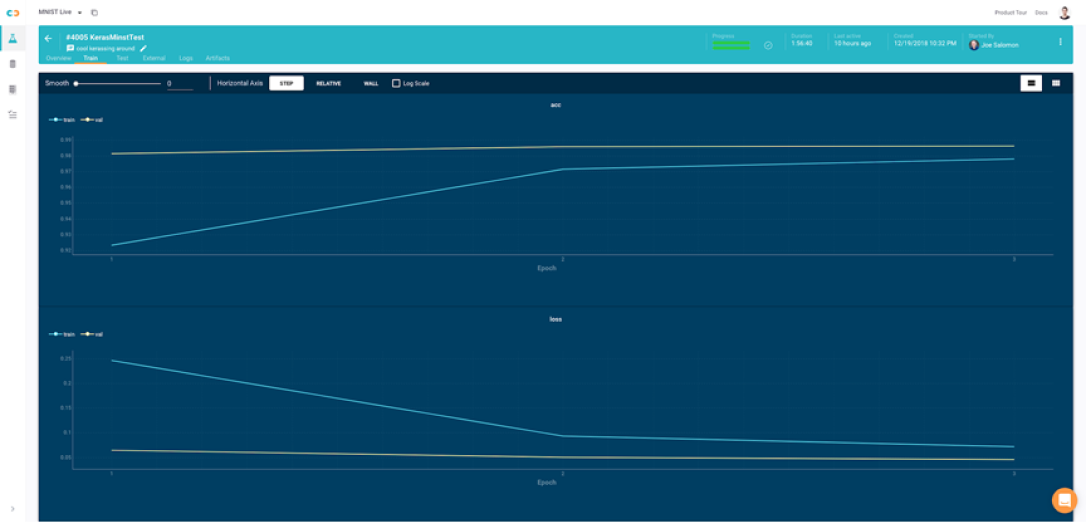 MNIST Live
Product Tour Docs
#4005 KerasMinstTest
cool kerassing around
Progress
Duration
1:56:40
Last active
10 hours ago
Created
12/19/2018 10:32 PM
Started By
Joe Salomon
Overview Train Test External Logs Artifacts
Smooth 0 Horizontal Axis STEP RELATIVE WALL Log Scale
acc
train val
0.99
0.98
0.97
0.96
0.95
0.94
0.93
0.92
1 2 3
Epoch
loss
train val
0.25
0.2
0.15
0.1
0.05
1 2 3
Epoch